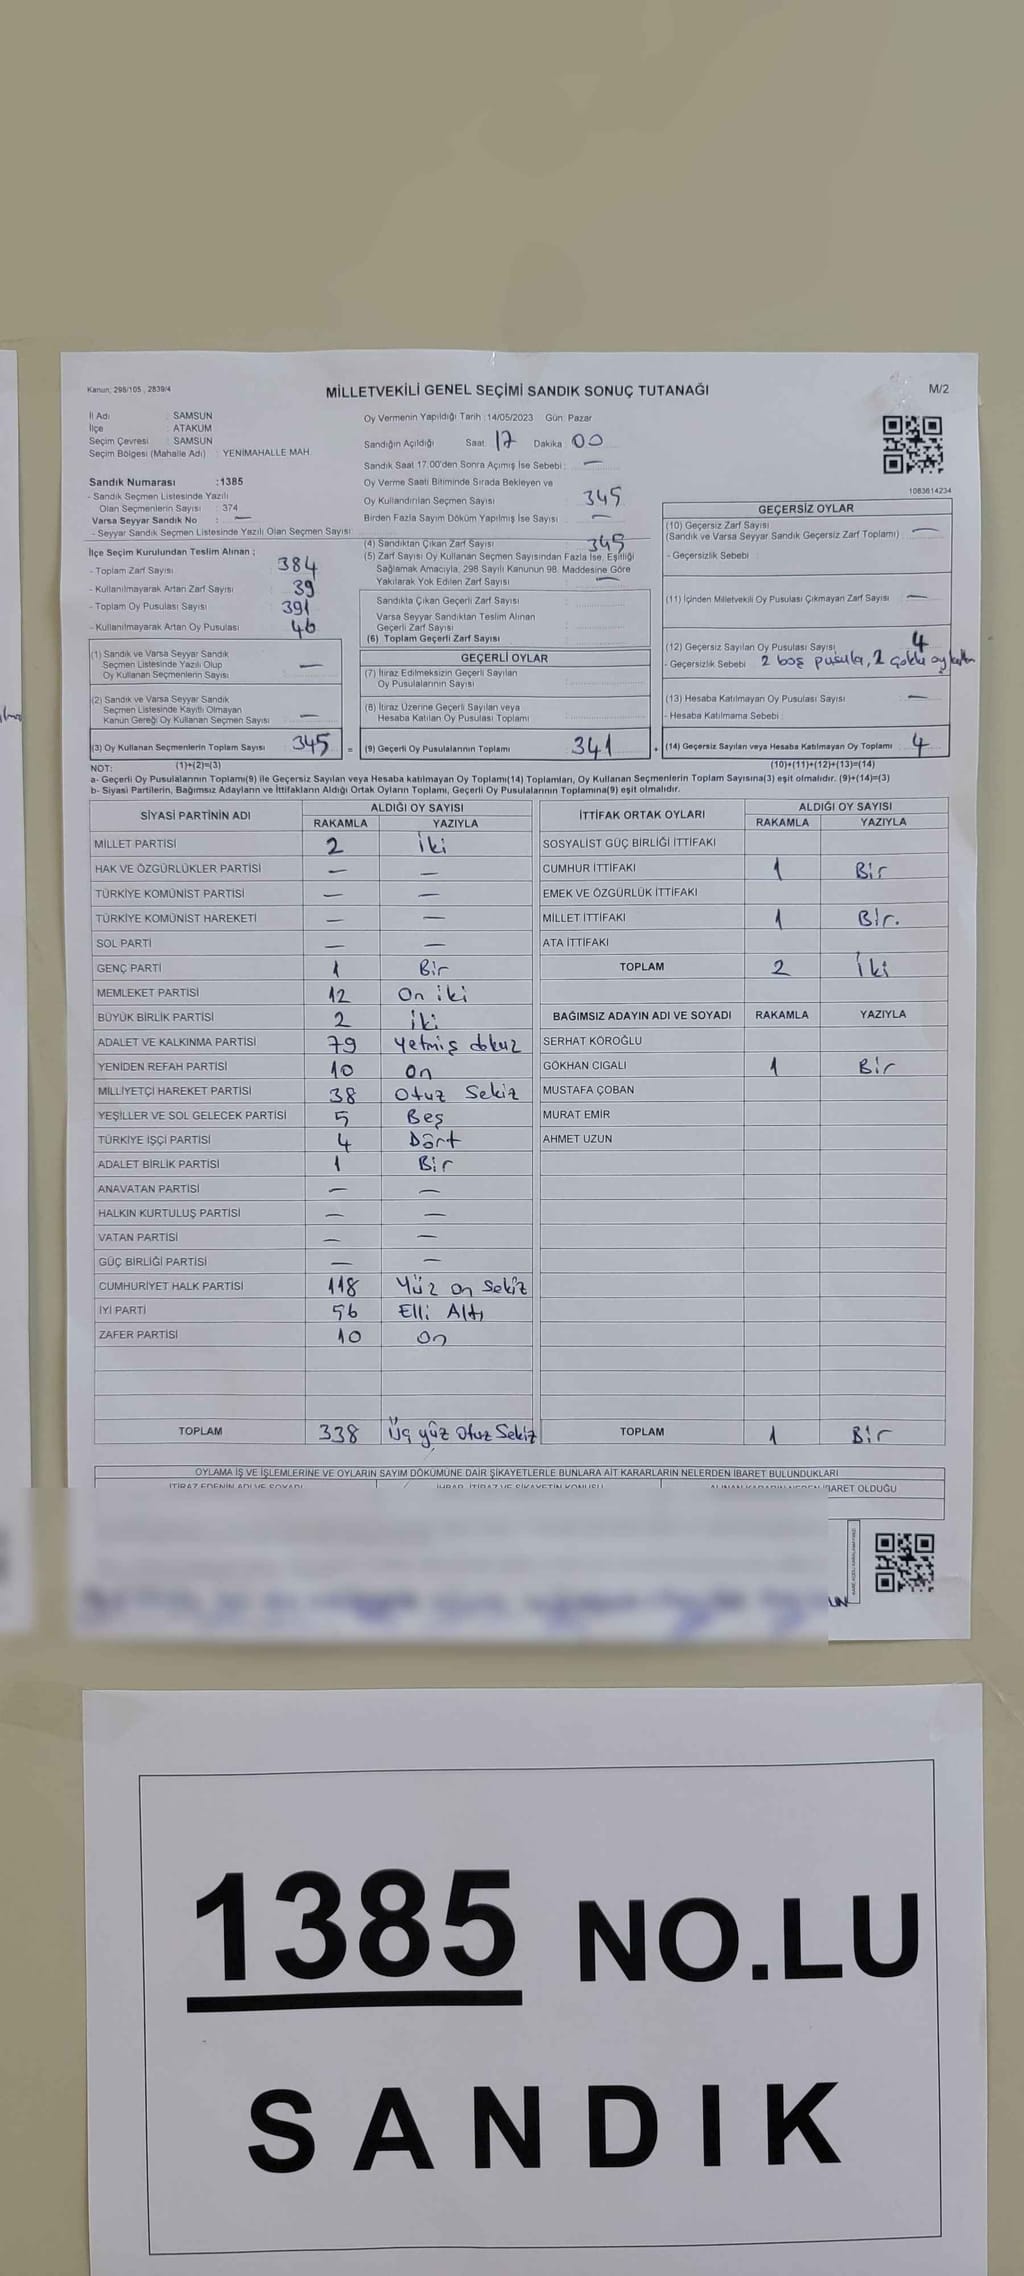 Kanun: 298/105 , 2839/4
MİLLETVEKİLİ GENEL SEÇİMİ SANDIK SONUÇ TUTANAĞI
M/2
İl Adı : SAMSUN
İlçe : ATAKUM
Seçim Çevresi : SAMSUN
Seçim Bölgesi (Mahalle Adı) : YENİMAHALLE MAH.
Sandık Numarası :1385
- Sandık Seçmen Listesinde Yazılı
Olan Seçmenlerin Sayısı : 374
Varsa Seyyar Sandık No : —
- Seyyar Sandık Seçmen Listesinde Yazılı Olan Seçmen Sayısı:
İlçe Seçim Kurulundan Teslim Alınan ;
- Toplam Zarf Sayısı : 384
- Kullanılmayarak Artan Zarf Sayısı : 39
- Toplam Oy Pusulası Sayısı : 391
- Kullanılmayarak Artan Oy Pusulası : 46
(1) Sandık ve Varsa Seyyar Sandık
Seçmen Listesinde Yazılı Olup
Oy Kullanan Seçmenlerin Sayısı : —
(2) Sandık ve Varsa Seyyar Sandık
Seçmen Listesinde Kayıtlı Olmayan
Kanun Gereği Oy Kullanan Seçmen Sayısı : —
(3) Oy Kullanan Seçmenlerin Toplam Sayısı 345 =
Oy Vermenin Yapıldığı Tarih :14/05/2023 Gün: Pazar
Sandığın Açıldığı Saat: 17 Dakika: 00
Sandık Saat 17.00'den Sonra Açılmış İse Sebebi : —
Oy Verme Saati Bitiminde Sırada Bekleyen ve
Oy Kullandırılan Seçmen Sayısı : 345
Birden Fazla Sayım Döküm Yapılmış İse Sayısı : —
(4) Sandıktan Çıkan Zarf Sayısı : 345
(5) Zarf Sayısı Oy Kullanan Seçmen Sayısından Fazla İse, Eşitliği
Sağlamak Amacıyla, 298 Sayılı Kanunun 98. Maddesine Göre
Yakılarak Yok Edilen Zarf Sayısı : —
Sandıkta Çıkan Geçerli Zarf Sayısı :
Varsa Seyyar Sandıktan Teslim Alınan
Geçerli Zarf Sayısı :
(6) Toplam Geçerli Zarf Sayısı :
GEÇERLİ OYLAR
(7) İtiraz Edilmeksizin Geçerli Sayılan
Oy Pusulalarının Sayısı :
(8) İtiraz Üzerine Geçerli Sayılan veya
Hesaba Katılan Oy Pusulası Toplamı :
(9) Geçerli Oy Pusulalarının Toplamı 341 +
1083614234
GEÇERSİZ OYLAR
(10) Geçersiz Zarf Sayısı
(Sandık ve Varsa Seyyar Sandık Geçersiz Zarf Toplamı) : —
- Geçersizlik Sebebi :
(11) İçinden Milletvekili Oy Pusulası Çıkmayan Zarf Sayısı : —
(12) Geçersiz Sayılan Oy Pusulası Sayısı : 4
- Geçersizlik Sebebi : 2 boş pusula, 2 çoklu oy
(13) Hesaba Katılmayan Oy Pusulası Sayısı : —
- Hesaba Katılmama Sebebi :
(14) Geçersiz Sayılan veya Hesaba Katılmayan Oy Toplamı : 4
NOT: (1)+(2)=(3) (10)+(11)+(12)+(13)=(14)
a- Geçerli Oy Pusulalarının Toplamı(9) ile Geçersiz Sayılan veya Hesaba katılmayan Oy Toplamı(14) Toplamları, Oy Kullanan Seçmenlerin Toplam Sayısına(3) eşit olmalıdır. (9)+(14)=(3)
b- Siyasi Partilerin, Bağımsız Adayların ve İttifakların Aldığı Ortak Oyların Toplamı, Geçerli Oy Pusulalarının Toplamına(9) eşit olmalıdır.
SİYASİ PARTİNİN ADI ALDIĞI OY SAYISI
RAKAMLA YAZIYLA
MİLLET PARTİSİ 2 İki
HAK VE ÖZGÜRLÜKLER PARTİSİ — —
TÜRKİYE KOMÜNİST PARTİSİ — —
TÜRKİYE KOMÜNİST HAREKETİ — —
SOL PARTİ — —
GENÇ PARTİ 1 Bir
MEMLEKET PARTİSİ 12 On iki
BÜYÜK BİRLİK PARTİSİ 2 iki
ADALET VE KALKINMA PARTİSİ 79 Yetmiş dokuz
YENİDEN REFAH PARTİSİ 10 On
MİLLİYETÇİ HAREKET PARTİSİ 38 Otuz Sekiz
YEŞİLLER VE SOL GELECEK PARTİSİ 5 Beş
TÜRKİYE İŞÇİ PARTİSİ 4 Dört
ADALET BİRLİK PARTİSİ 1 Bir
ANAVATAN PARTİSİ — —
HALKIN KURTULUŞ PARTİSİ — —
VATAN PARTİSİ — —
GÜÇ BİRLİĞİ PARTİSİ — —
CUMHURİYET HALK PARTİSİ 118 Yüz on Sekiz
İYİ PARTİ 56 Elli Altı
ZAFER PARTİSİ 10 On
TOPLAM 338 Üç yüz Otuz Sekiz
İTTİFAK ORTAK OYLARI ALDIĞI OY SAYISI
RAKAMLA YAZIYLA
SOSYALİST GÜÇ BİRLİĞİ İTTİFAKI
CUMHUR İTTİFAKI 1 Bir
EMEK VE ÖZGÜRLÜK İTTİFAKI
MİLLET İTTİFAKI 1 Bir.
ATA İTTİFAKI
TOPLAM 2 İki
BAĞIMSIZ ADAYIN ADI VE SOYADI RAKAMLA YAZIYLA
SERHAT KÖROĞLU
GÖKHAN CIGALI 1 Bir
MUSTAFA ÇOBAN
MURAT EMİR
AHMET UZUN
TOPLAM 1 Bir
OYLAMA İŞ VE İŞLEMLERİNE VE OYLARIN SAYIM DÖKÜMÜNE DAİR ŞİKAYETLERLE BUNLARA AİT KARARLARIN NELERDEN İBARET BULUNDUKLARI
İTİRAZ EDENİN ADI VE SOYADI İHBAR, İTİRAZ VE ŞİKAYETİN KONUSU ALINAN KARARIN NEDEN İBARET OLDUĞU
1385 NO.LU
SANDIK